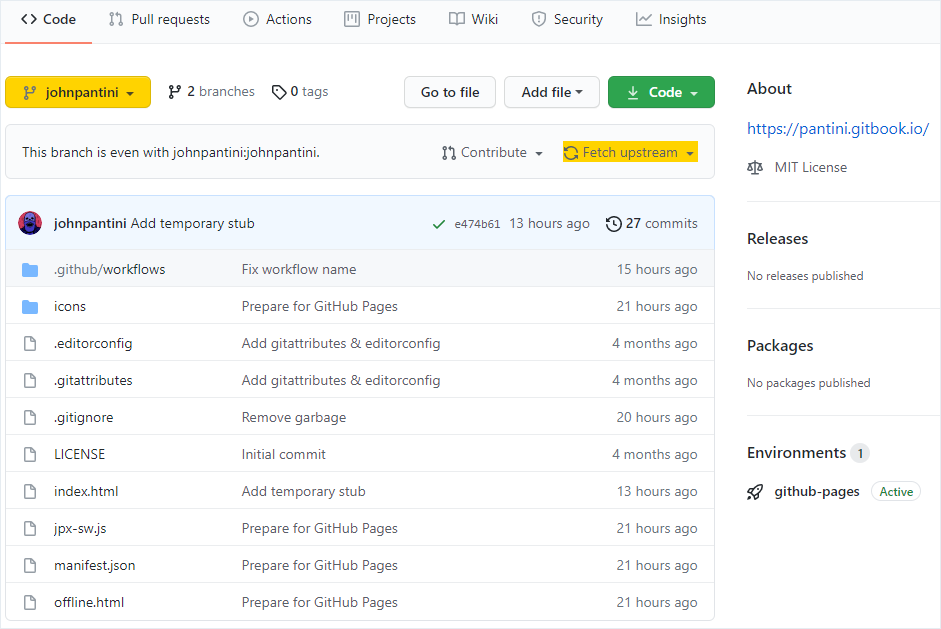 Code Pull requests Actions Projects Wiki Security Insights
johnpantini 2 branches 0 tags Go to file Add file Code
This branch is even with johnpantini:johnpantini. Contribute Fetch upstream
johnpantini Add temporary stub e474b61 13 hours ago 27 commits
.github/workflows Fix workflow name 15 hours ago
icons Prepare for GitHub Pages 21 hours ago
.editorconfig Add gitattributes & editorconfig 4 months ago
.gitattributes Add gitattributes & editorconfig 4 months ago
.gitignore Remove garbage 20 hours ago
LICENSE Initial commit 4 months ago
index.html Add temporary stub 13 hours ago
jpx-sw.js Prepare for GitHub Pages 21 hours ago
manifest.json Prepare for GitHub Pages 21 hours ago
offline.html Prepare for GitHub Pages 21 hours ago
About
https://pantini.gitbook.io/
MIT License
Releases
No releases published
Packages
No packages published
Environments 1
github-pages Active